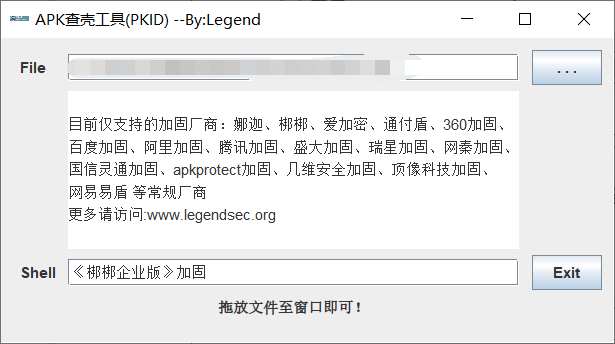 APK查壳工具(PKID) --By:Legend
File
...
目前仅支持的加固厂商：娜迦、梆梆、爱加密、通付盾、360加固、
百度加固、阿里加固、腾讯加固、盛大加固、瑞星加固、网秦加固、
国信灵通加固、apkprotect加固、几维安全加固、顶像科技加固、
网易易盾 等常规厂商
更多请访问:www.legendsec.org
Shell
《梆梆企业版》加固
Exit
拖放文件至窗口即可！